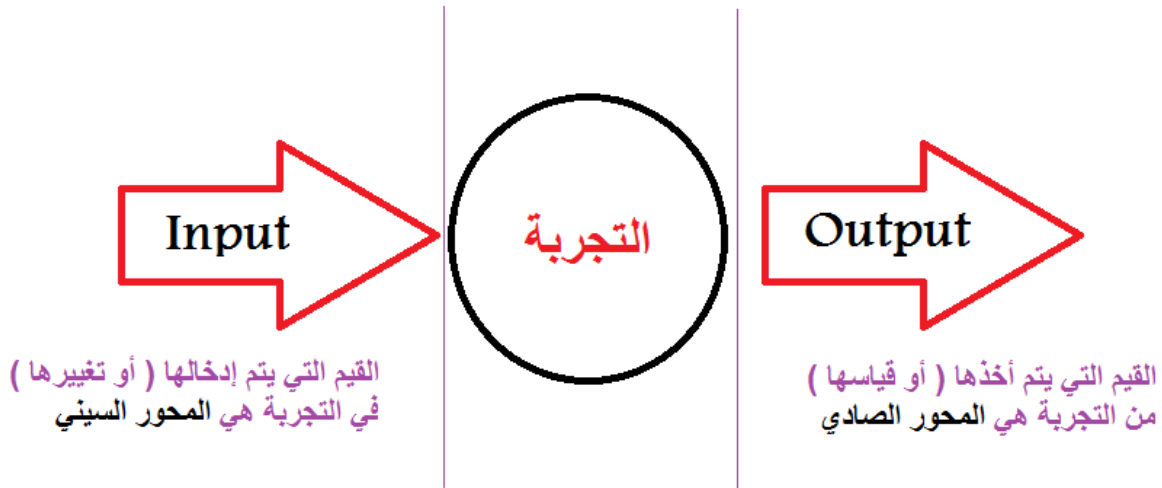 Input
التجربة
Output
القيم التي يتم إدخالها ( أو تغييرها )
في التجربة هي المحور السيني
القيم التي يتم أخذها ( أو قياسها )
من التجربة هي المحور الصادي